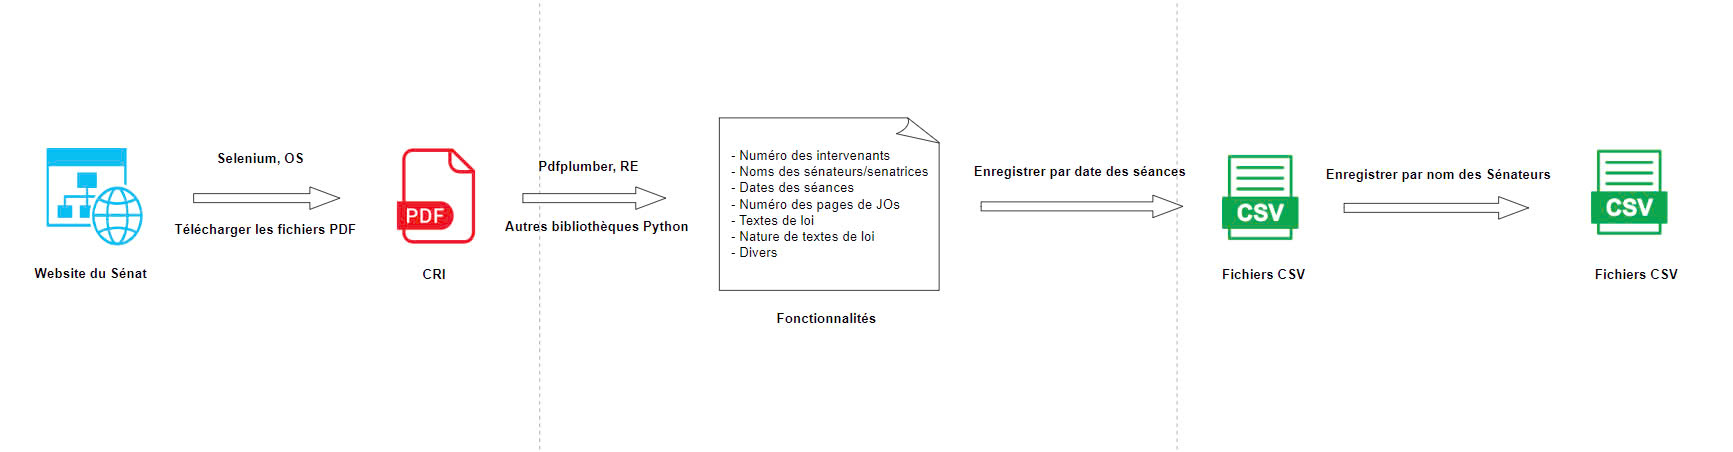 Selenium, OS
Télécharger les fichiers PDF
Website du Sénat
PDF
CRI
Pdfplumber, RE
Autres bibliothèques Python
- Numéro des intervenants
- Noms des sénateurs/senatrices
- Dates des séances
- Numéro des pages de JOs
- Textes de loi
- Nature de textes de loi
- Divers
Fonctionnalités
Enregistrer par date des séances
CSV
Fichiers CSV
Enregistrer par nom des Sénateurs
CSV
Fichiers CSV